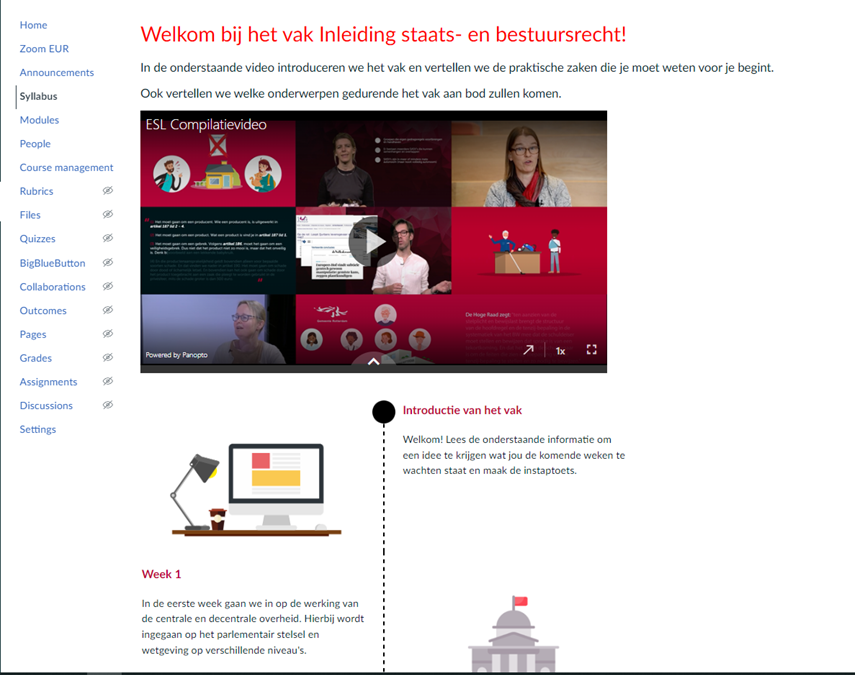 Home
Zoom EUR
Announcements
Syllabus
Modules
People
Course management
Rubrics
Files
Quizzes
BigBlueButton
Collaborations
Outcomes
Pages
Grades
Assignments
Discussions
Settings
Welkom bij het vak Inleiding staats- en bestuursrecht!
In de onderstaande video introduceren we het vak en vertellen we de praktische zaken die je moet weten voor je begint.
Ook vertellen we welke onderwerpen gedurende het vak aan bod zullen komen.
ESL Compilatievideo
De Hoge Raad zegt:
Powered by Panopto
1x
Introductie van het vak
Welkom! Lees de onderstaande informatie om
een idee te krijgen wat jou de komende weken te
wachten staat en maak de instaptoets.
Week 1
In de eerste week gaan we in op de werking van
de centrale en decentrale overheid. Hierbij wordt
ingegaan op het parlementair stelsel en
wetgeving op verschillende niveau's.